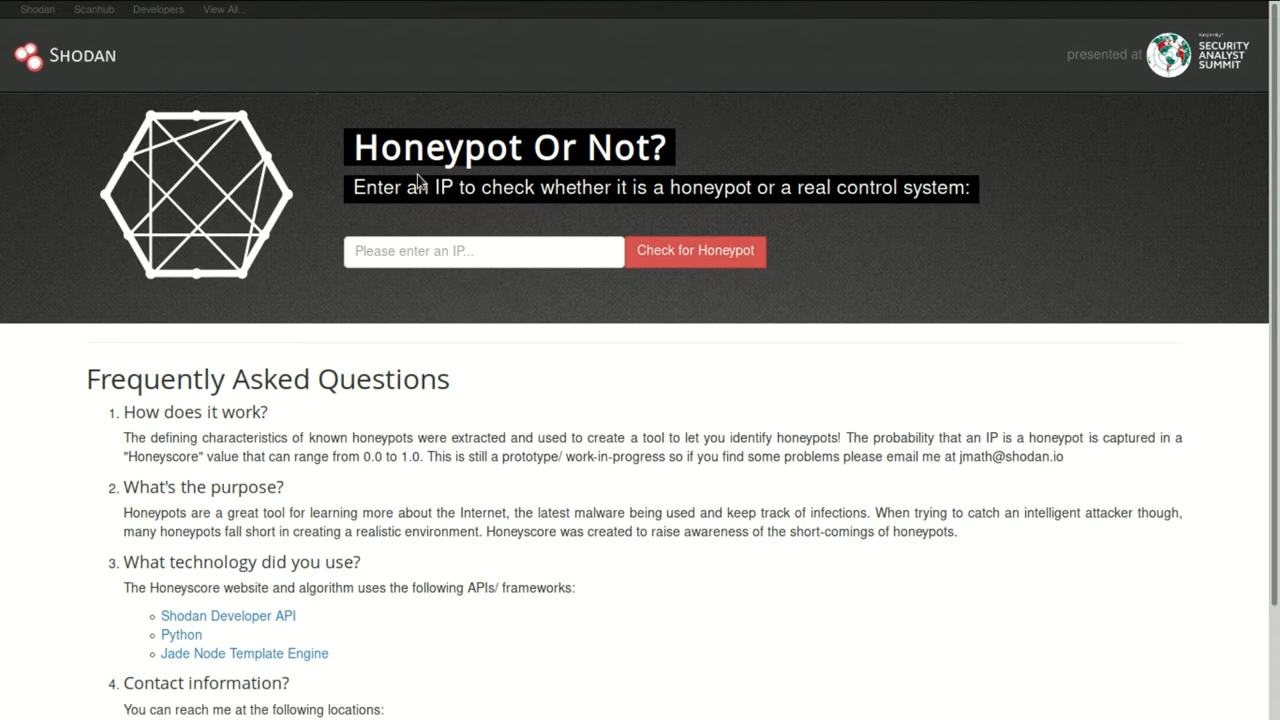 Shodan Scanhub Developers View All...
SHODAN
presented at
SECURITY
ANALYST
SUMMIT
Honeypot Or Not?
Enter an IP to check whether it is a honeypot or a real control system:
Please enter an IP...
Check for Honeypot
Frequently Asked Questions
1. How does it work?
The defining characteristics of known honeypots were extracted and used to create a tool to let you identify honeypots! The probability that an IP is a honeypot is captured in a
"Honeyscore" value that can range from 0.0 to 1.0. This is still a prototype/ work-in-progress so if you find some problems please email me at jmath@shodan.io
2. What's the purpose?
Honeypots are a great tool for learning more about the Internet, the latest malware being used and keep track of infections. When trying to catch an intelligent attacker though,
many honeypots fall short in creating a realistic environment. Honeyscore was created to raise awareness of the short-comings of honeypots.
3. What technology did you use?
The Honeyscore website and algorithm uses the following APIs/ frameworks:
Shodan Developer API
Python
Jade Node Template Engine
4. Contact information?
You can reach me at the following locations: